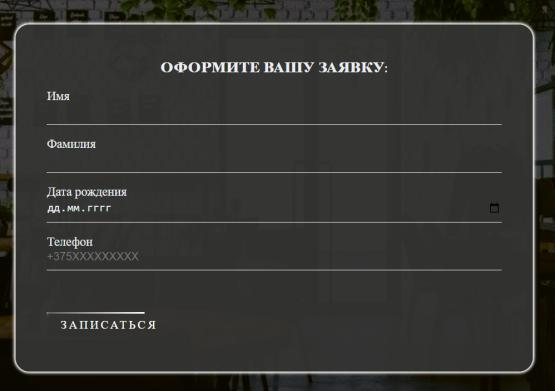 ОФОРМИТЕ ВАШУ ЗАЯВКУ:
Имя
Фамилия
Дата рождения
дд.мм.гггг
Телефон
+375XXXXXXXXX
ЗАПИСАТЬСЯ